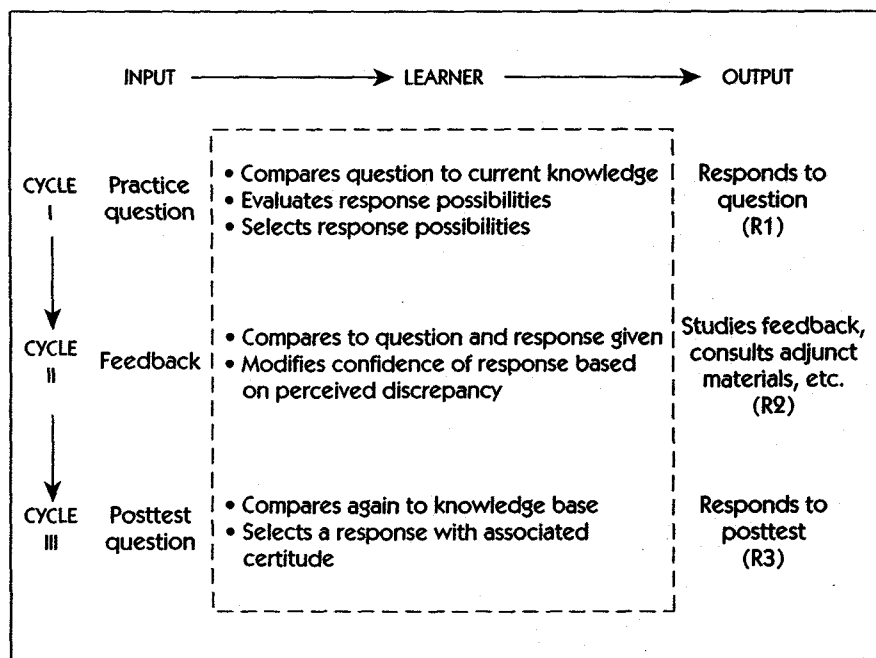 INPUT LEARNER OUTPUT
CYCLE I
Practice question
• Compares question to current knowledge
• Evaluates response possibilities
• Selects response possibilities
Responds to
question
(R1)
CYCLE II
Feedback
• Compares to question and response given
• Modifies confidence of response based
on perceived discrepancy
Studies feedback,
consults adjunct
materials, etc.
(R2)
CYCLE III
Posttest question
• Compares again to knowledge base
• Selects a response with associated
certitude
Responds to
posttest
(R3)